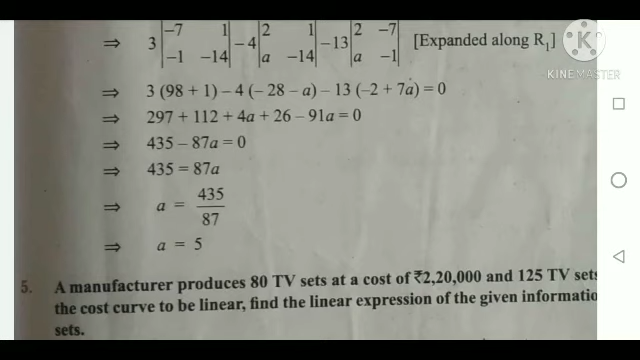 ⇒ 3 |−7 1; −1 −14| − 4 |2 1; a −14| − 13 |2 −7; a −1| [Expanded along R₁]
⇒ 3 (98 + 1) – 4 (– 28 – a) – 13 (–2 + 7a) = 0
⇒ 297 + 112 + 4a + 26 – 91a = 0
⇒ 435 – 87a = 0
⇒ 435 = 87a
⇒ a = 435/87
⇒ a = 5
5. A manufacturer produces 80 TV sets at a cost of ₹2,20,000 and 125 TV sets
the cost curve to be linear, find the linear expression of the given informatio
sets.
K
KINEMASTER